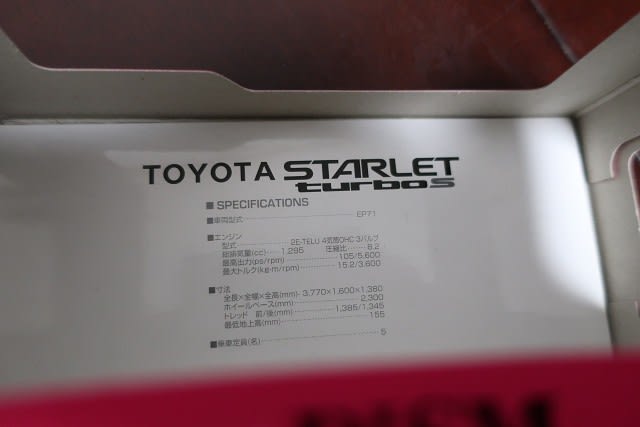 TOYOTA STARLET
turbo S
■ SPECIFICATIONS
■車両型式 EP71
■エンジン
型式 2E-TELU 4気筒OHC 3バルブ
総排気量(cc) 1,295 圧縮比 8.2
最高出力(ps/rpm) 105/5,600
最大トルク(kg-m/rpm) 15.2/3,600
■寸法
全長×全幅×全高(mm) 3,770×1,600×1,380
ホイールベース(mm) 2,300
トレッド 前/後(mm) 1,385/1,345
最低地上高(mm) 155
■乗車定員(名) 5